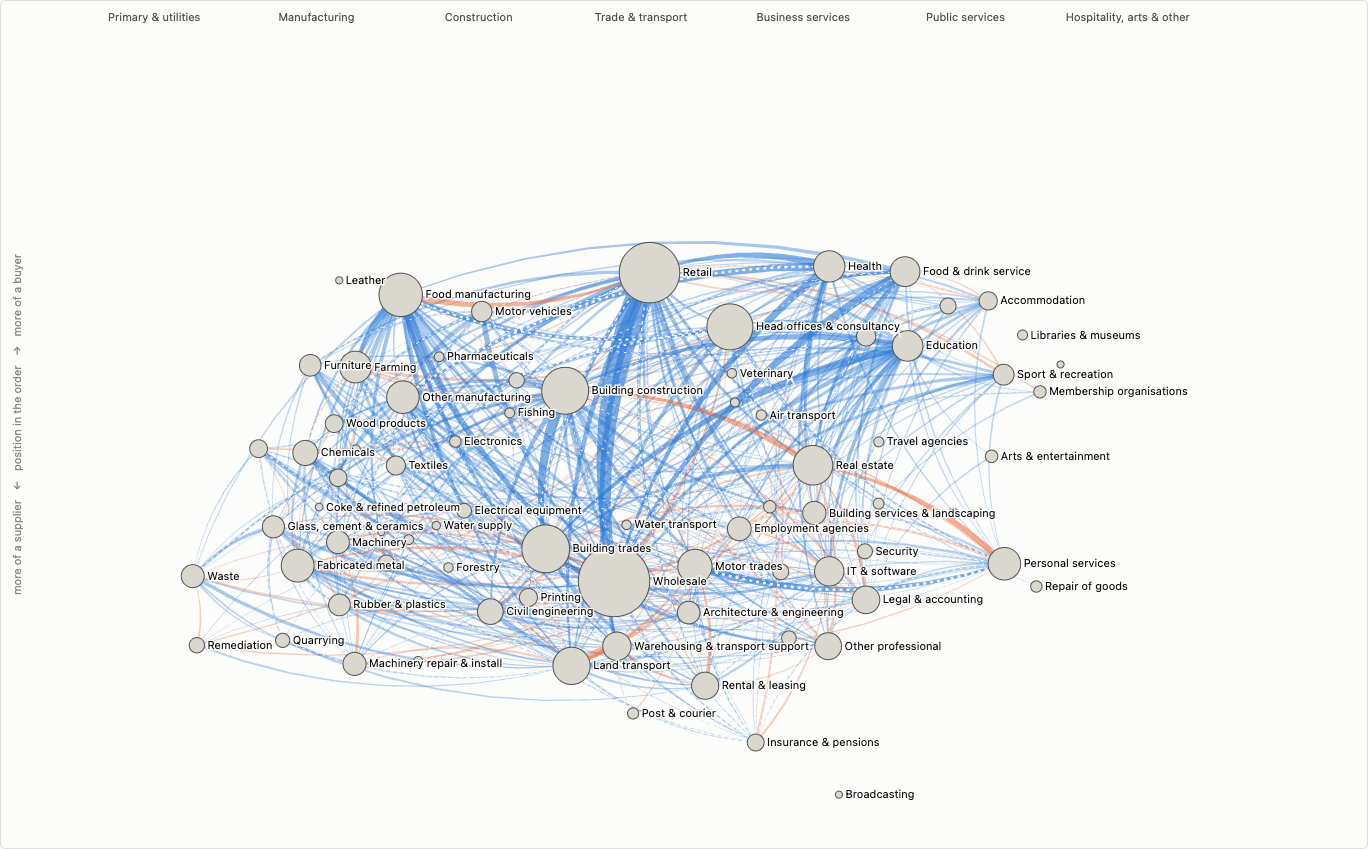 Primary & utilities
Manufacturing
Construction
Trade & transport
Business services
Public services
Hospitality, arts & other
more of a supplier ← position in the order → more of a buyer
Retail
Health
Food & drink service
Leather
Food manufacturing
Accommodation
Motor vehicles
Head offices & consultancy
Libraries & museums
Education
Pharmaceuticals
Furniture
Farming
Veterinary
Sport & recreation
Building construction
Membership organisations
Other manufacturing
Fishing
Air transport
Wood products
Electronics
Travel agencies
Chemicals
Arts & entertainment
Textiles
Real estate
Coke & refined petroleum
Electrical equipment
Building services & landscaping
Glass, cement & ceramics
Water supply
Water transport
Employment agencies
Machinery
Building trades
Security
Fabricated metal
Forestry
Motor trades
Personal services
IT & software
Waste
Wholesale
Repair of goods
Printing
Legal & accounting
Rubber & plastics
Civil engineering
Architecture & engineering
Quarrying
Remediation
Warehousing & transport support
Other professional
Machinery repair & install
Land transport
Rental & leasing
Post & courier
Insurance & pensions
Broadcasting